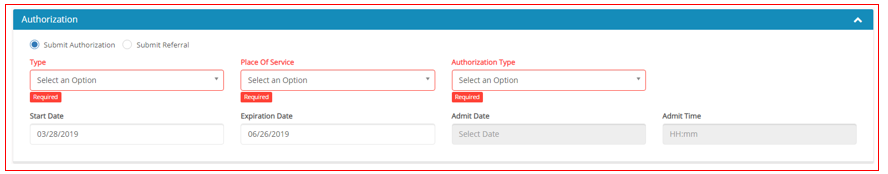 Authorization
Submit Authorization Submit Referral
Type Place Of Service Authorization Type
Select an Option Select an Option Select an Option
Required Required Required
Start Date Expiration Date Admit Date Admit Time
03/28/2019 06/26/2019 Select Date HH:mm